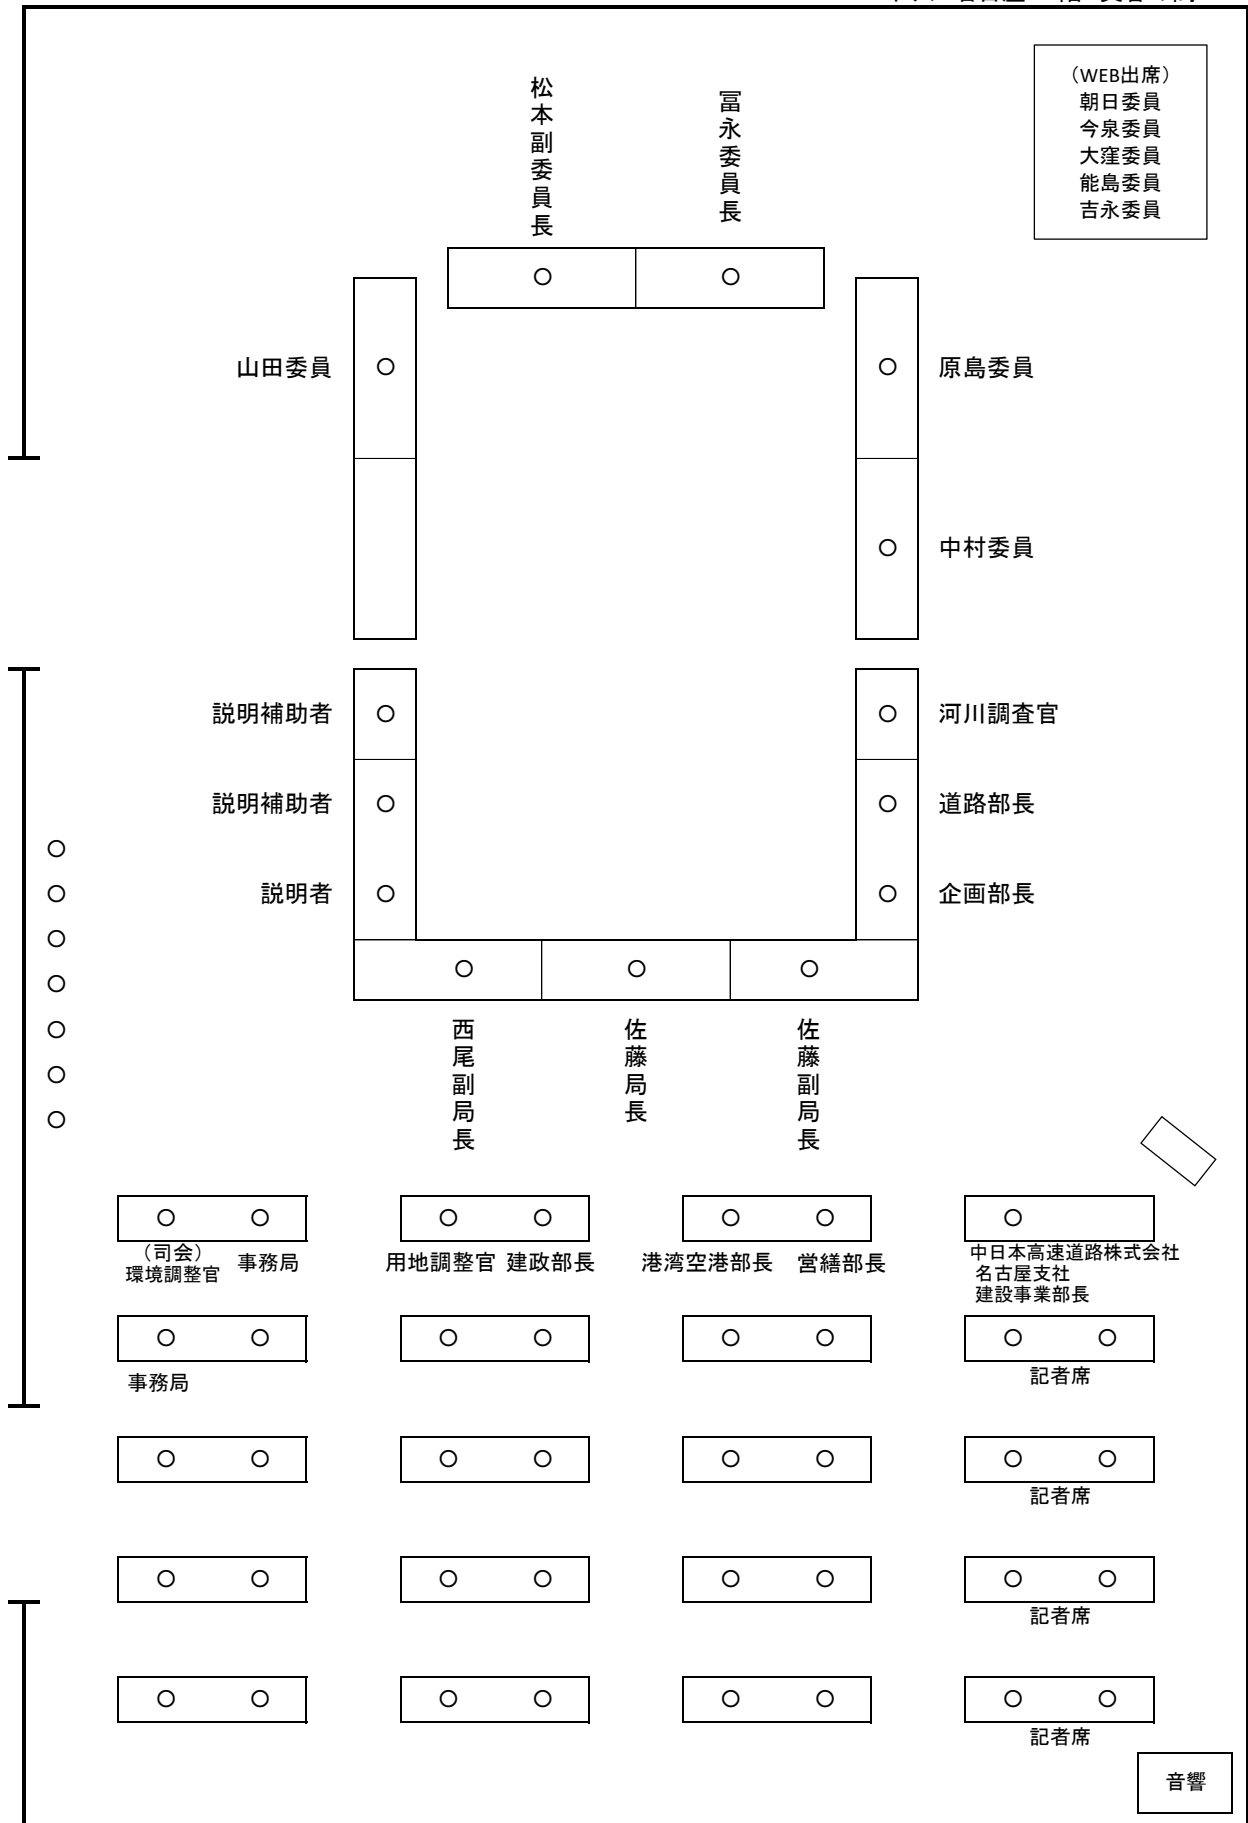 （WEB出席）
朝日委員
今泉委員
大窪委員
能島委員
吉永委員
松本副委員長
冨永委員長
山田委員
原島委員
中村委員
説明補助者
河川調査官
説明補助者
道路部長
説明者
企画部長
西尾副局長
佐藤局長
佐藤副局長
（司会）
環境調整官
事務局
用地調整官
建政部長
港湾空港部長
営繕部長
中日本高速道路株式会社
名古屋支社
建設事業部長
事務局
記者席
記者席
記者席
記者席
音響